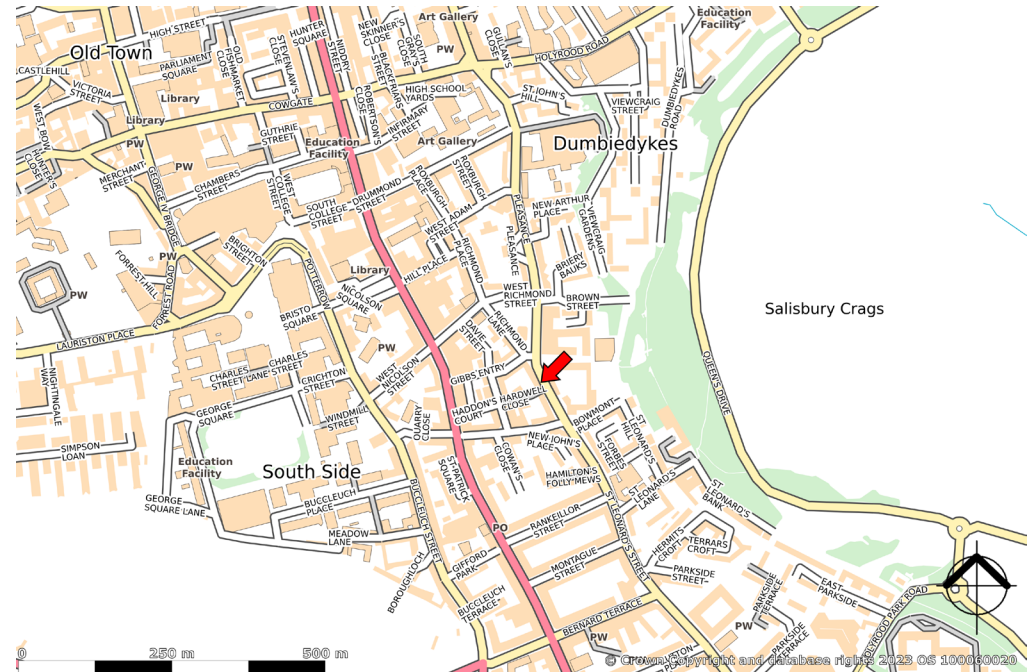 Art Gallery
Education
Facility
HIGH STREET
HUNTER
SQUARE
NEW
SKINNER'S
CLOSE
SOUTH
GRAY'S
CLOSE
PW
GULLAN'S
CLOSE
HOLYROOD ROAD
Old Town
OLD
FISHMARKET
CLOSE
STEVENLAW'S
CLOSE
NIDDRY
STREET
BLACKFRIARS
STREET
PARLIAMENT
SQUARE
CASTLEHILL
VICTORIA
STREET
Library
COWGATE
ROBERTSON'S
CLOSE
HIGH SCHOOL
YARDS
INFIRMARY
STREET
ST JOHN'S
HILL
VIEWCRAIG
STREET
DUMBIEDYKES
ROAD
WEST BOW
Library
PW
HUNTER'S
CLOSE
GUTHRIE
STREET
Education
Facility
Art Gallery
Dumbiedykes
MERCHANT
STREET
PW
GEORGE IV BRIDGE
CHAMBERS
STREET
WEST
COLLEGE
STREET
SOUTH
COLLEGE
STREET
DRUMMOND
STREET
ROXBURGH
PLACE
ROXBURGH
STREET
WEST ADAM
STREET
PLEASANCE
NEW ARTHUR
PLACE
VIEWCRAIG
GARDENS
PLEASANCE
PW
BRIGHTON
STREET
FORREST HILL
FORREST ROAD
POTTERROW
Library
HILL PLACE
RICHMOND
BRIERY
BAUKS
PW
NICOLSON
SQUARE
BRISTO
SQUARE
WEST
RICHMOND
STREET
BROWN
STREET
Salisbury Crags
LAURISTON PLACE
PW
DAVIE
STREET
RICHMOND
LANE
NIGHTINGALE
WAY
CHARLES
STREET LANE
CHARLES
STREET
CRICHTON
STREET
WEST
NICOLSON
STREET
GIBBS' ENTRY
QUEEN'S DRIVE
GEORGE
SQUARE
WINDMILL
STREET
QUARRY
CLOSE
HADDON'S
COURT
HARDWELL
CLOSE
BOWMONT
PLACE
ST
LEONARD'S
HILL
SIMPSON
LOAN
NEW JOHN'S
PLACE
FORBES
STREET
COWAN'S
CLOSE
Education
Facility
South Side
ST PATRICK
SQUARE
HAMILTON'S
FOLLY MEWS
ST
LEONARD'S
LANE
GEORGE
SQUARE LANE
BUCCLEUCH
PLACE
BUCCLEUCH STREET
ST LEONARD'S STREET
ST
LEONARD'S
BANK
PO
RANKEILLOR
STREET
MEADOW
LANE
HERMITS
CROFT
TERRARS
CROFT
BOROUGHLOCH
GIFFORD
PARK
MONTAGUE
STREET
PARKSIDE
STREET
EAST
PARKSIDE
PARKSIDE
TERRACE
HOLYROOD PARK ROAD
BUCCLEUCH
TERRACE
BERNARD TERRACE
PW
PW
PARKSIDE
TERRACE
0 250 m 500 m
© Crown Copyright and database rights 2023 OS 100060020